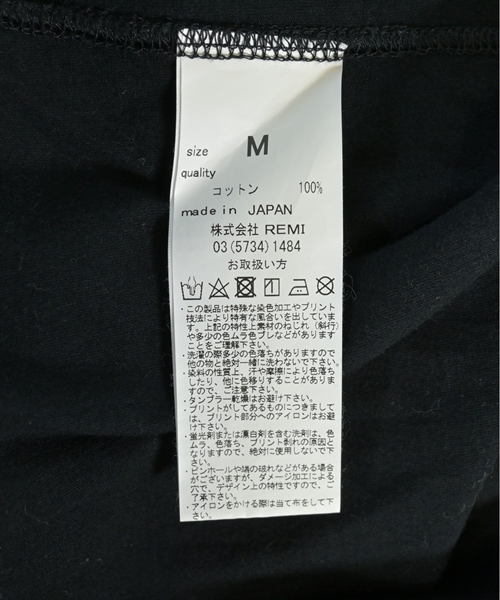 size M
quality
コットン 100%
made in JAPAN
株式会社 REMI
03(5734)1484
お取扱い方
・この製品は特殊な染色加工やプリント
技法により特有な風合いを出していま
す。上記の特性上素材のねじれ(斜行)
や多少の色ムラ色ブレなどがあります
ことをご理解下さい。
・洗濯の際多少の色落ちがありますので
他の物と絶対一緒に洗わないで下さい。
・染料の性質上、汗や摩擦により色落ち
したり、他に色移りすることがありま
すので、ご注意下さい。
・タンブラー乾燥はお避け下さい。
・プリントがしてあるものにつきまして
は、プリント部分へのアイロンはお避け
下さい。
・蛍光剤または漂白剤を含む洗剤は、色
ムラ、色落ち、プリント剥れの原因と
なりますので、絶対に使用しないで下
さい。
・ピンホールや端の破れなどがある場合
がございますが、ダメージ加工による
穴で、デザイン上の特性ですので、ご
了承下さい。
・アイロンをかける際は当て布をして下
さい。